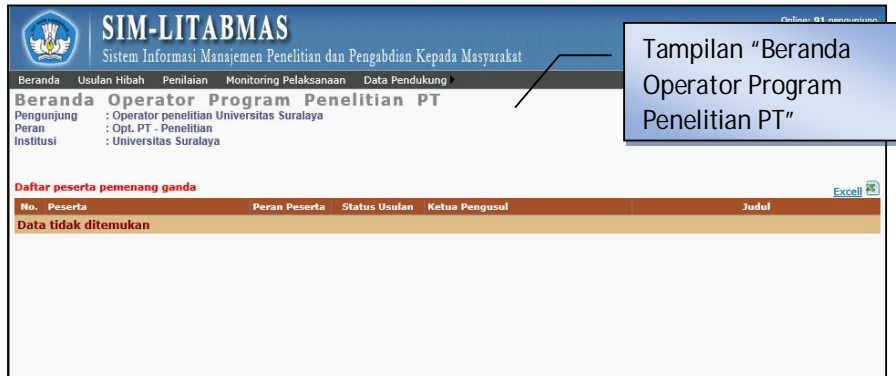 SIM-LITABMAS
Sistem Informasi Manajemen Penelitian dan Pengabdian Kepada Masyarakat
Online: 91 pengunjung
Beranda Usulan Hibah Penilaian Monitoring Pelaksanaan Data Pendukung
Beranda Operator Program Penelitian PT
Pengunjung : Operator penelitian Universitas Suralaya
Peran : Opt. PT - Penelitian
Institusi : Universitas Suralaya
Tampilan "Beranda
Operator Program
Penelitian PT"
Daftar peserta pemenang ganda
Excell
No. Peserta Peran Peserta Status Usulan Ketua Pengusul Judul
Data tidak ditemukan